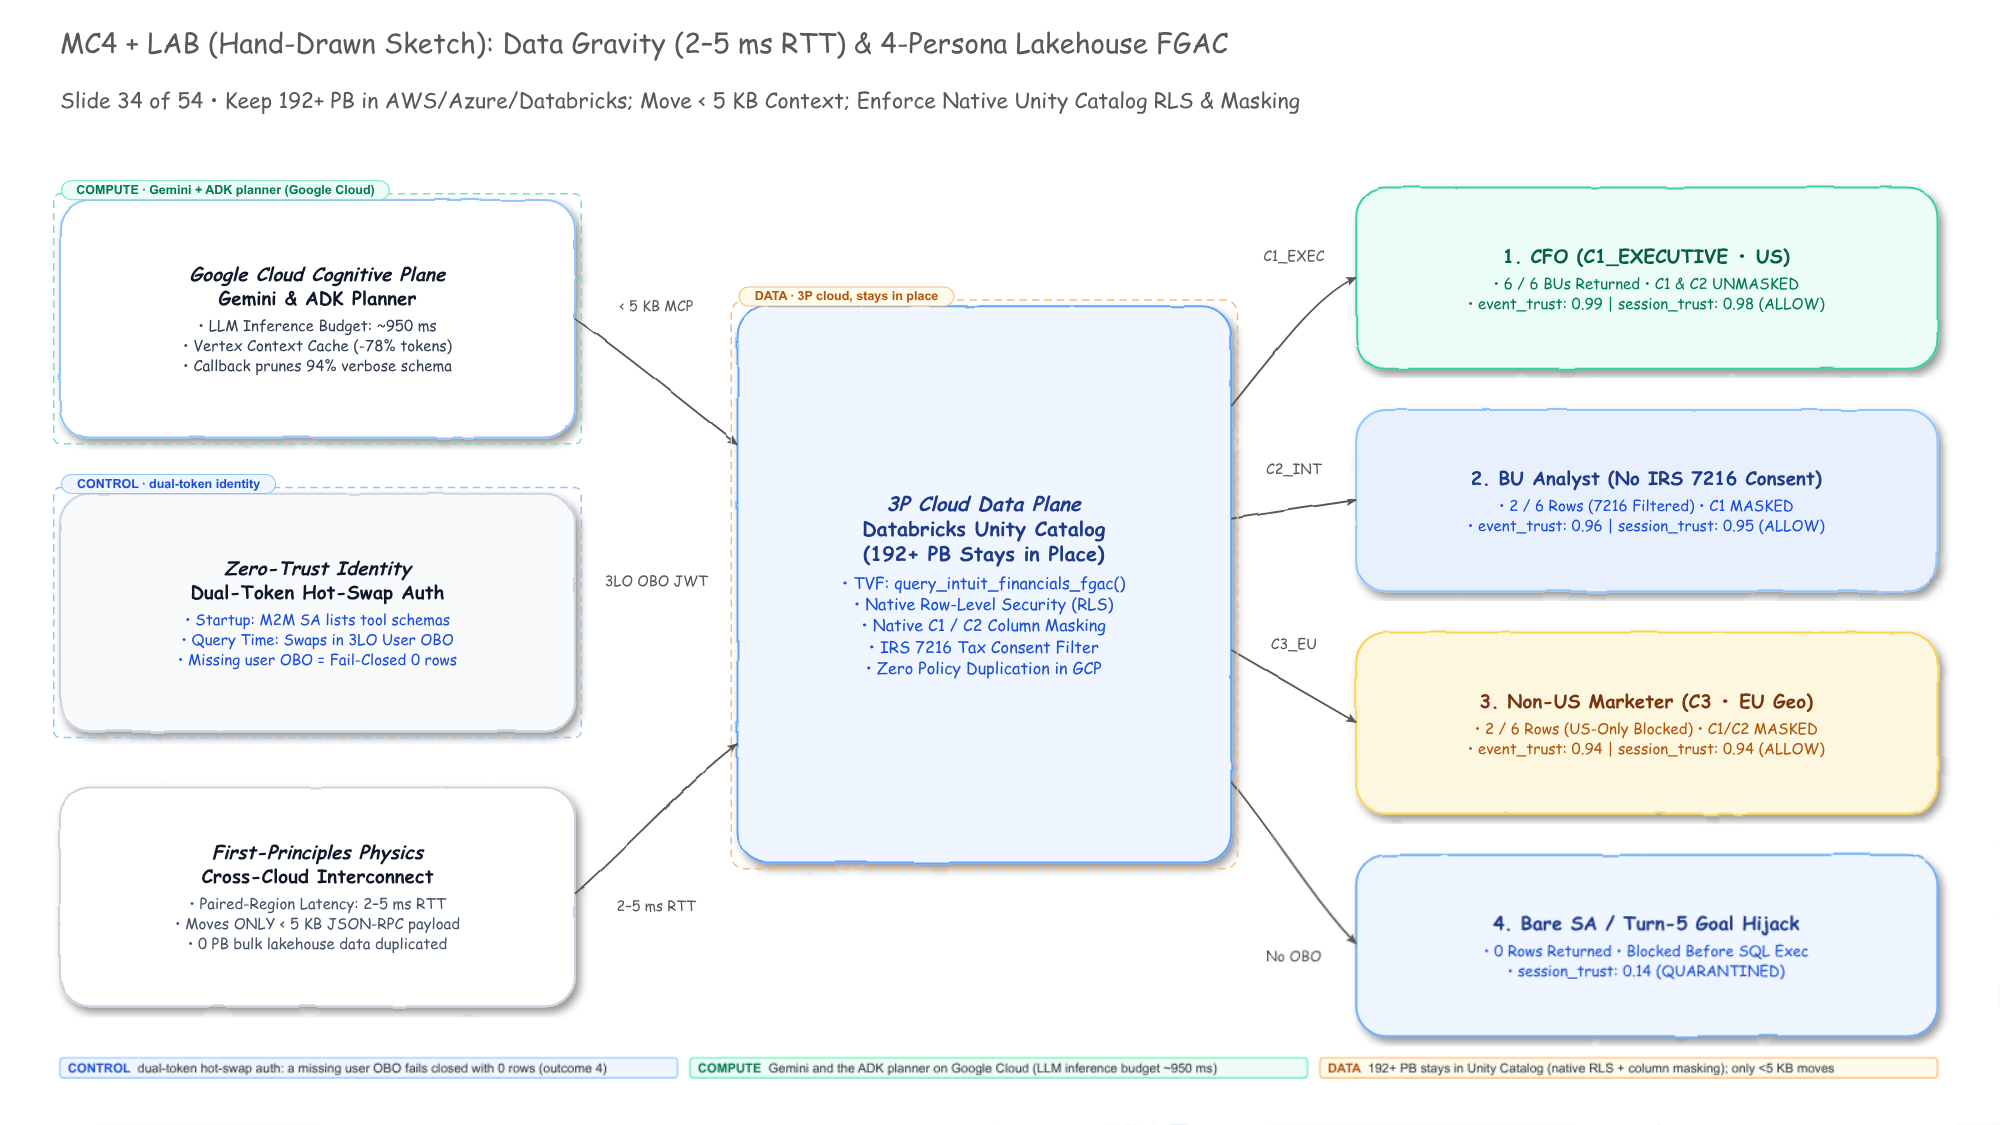 MC4 + LAB (Hand-Drawn Sketch): Data Gravity (2–5 ms RTT) & 4-Persona Lakehouse FGAC
Slide 34 of 54 • Keep 192+ PB in AWS/Azure/Databricks; Move < 5 KB Context; Enforce Native Unity Catalog RLS & Masking
COMPUTE · Gemini + ADK planner (Google Cloud)
Google Cloud Cognitive Plane
Gemini & ADK Planner
• LLM Inference Budget: ~950 ms
• Vertex Context Cache (-78% tokens)
• Callback prunes 94% verbose schema
CONTROL · dual-token identity
Zero-Trust Identity
Dual-Token Hot-Swap Auth
• Startup: M2M SA lists tool schemas
• Query Time: Swaps in 3LO User OBO
• Missing user OBO = Fail-Closed 0 rows
First-Principles Physics
Cross-Cloud Interconnect
• Paired-Region Latency: 2–5 ms RTT
• Moves ONLY < 5 KB JSON-RPC payload
• 0 PB bulk lakehouse data duplicated
< 5 KB MCP
3LO OBO JWT
2–5 ms RTT
DATA · 3P cloud, stays in place
3P Cloud Data Plane
Databricks Unity Catalog
(192+ PB Stays in Place)
• TVF: query_intuit_financials_fgac()
• Native Row-Level Security (RLS)
• Native C1 / C2 Column Masking
• IRS 7216 Tax Consent Filter
• Zero Policy Duplication in GCP
C1_EXEC
C2_INT
C3_EU
No OBO
1. CFO (C1_EXECUTIVE • US)
• 6 / 6 BUs Returned • C1 & C2 UNMASKED
• event_trust: 0.99 | session_trust: 0.98 (ALLOW)
2. BU Analyst (No IRS 7216 Consent)
• 2 / 6 Rows (7216 Filtered) • C1 MASKED
• event_trust: 0.96 | session_trust: 0.95 (ALLOW)
3. Non-US Marketer (C3 • EU Geo)
• 2 / 6 Rows (US-Only Blocked) • C1/C2 MASKED
• event_trust: 0.94 | session_trust: 0.94 (ALLOW)
4. Bare SA / Turn-5 Goal Hijack
• 0 Rows Returned • Blocked Before SQL Exec
• session_trust: 0.14 (QUARANTINED)
CONTROL dual-token hot-swap auth: a missing user OBO fails closed with 0 rows (outcome 4)
COMPUTE Gemini and the ADK planner on Google Cloud (LLM inference budget ~950 ms)
DATA 192+ PB stays in Unity Catalog (native RLS + column masking); only <5 KB moves